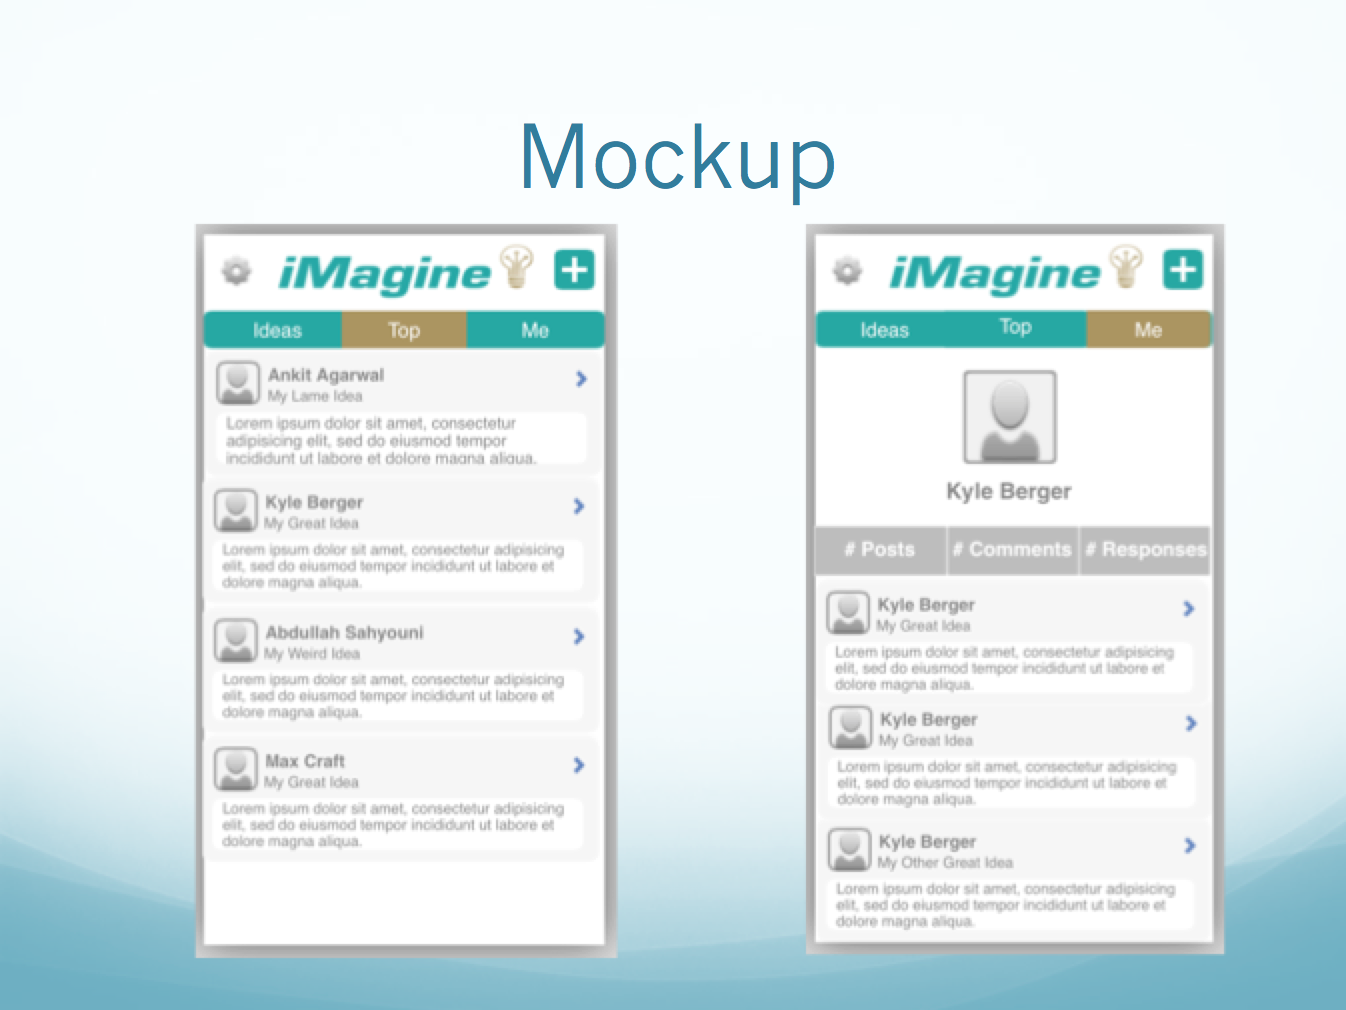 Mockup
iMagine
Ideas Top Me
Ankit Agarwal
My Lame Idea
Lorem ipsum dolor sit amet, consectetur
adipisicing elit, sed do eiusmod tempor
incididunt ut labore et dolore magna aliqua.
Kyle Berger
My Great Idea
Lorem ipsum dolor sit amet, consectetur adipisicing
elit, sed do eiusmod tempor incididunt ut labore et
dolore magna aliqua.
Abdullah Sahyouni
My Weird Idea
Lorem ipsum dolor sit amet, consectetur adipisicing
elit, sed do eiusmod tempor incididunt ut labore et
dolore magna aliqua.
Max Craft
My Great Idea
Lorem ipsum dolor sit amet, consectetur adipisicing
elit, sed do eiusmod tempor incididunt ut labore et
dolore magna aliqua.
iMagine
Ideas Top Me
Kyle Berger
# Posts # Comments # Responses
Kyle Berger
My Great Idea
Lorem ipsum dolor sit amet, consectetur adipisicing
elit, sed do eiusmod tempor incididunt ut labore et
dolore magna aliqua.
Kyle Berger
My Great Idea
Lorem ipsum dolor sit amet, consectetur adipisicing
elit, sed do eiusmod tempor incididunt ut labore et
dolore magna aliqua.
Kyle Berger
My Other Great Idea
Lorem ipsum dolor sit amet, consectetur adipisicing
elit, sed do eiusmod tempor incididunt ut labore et
dolore magna aliqua.